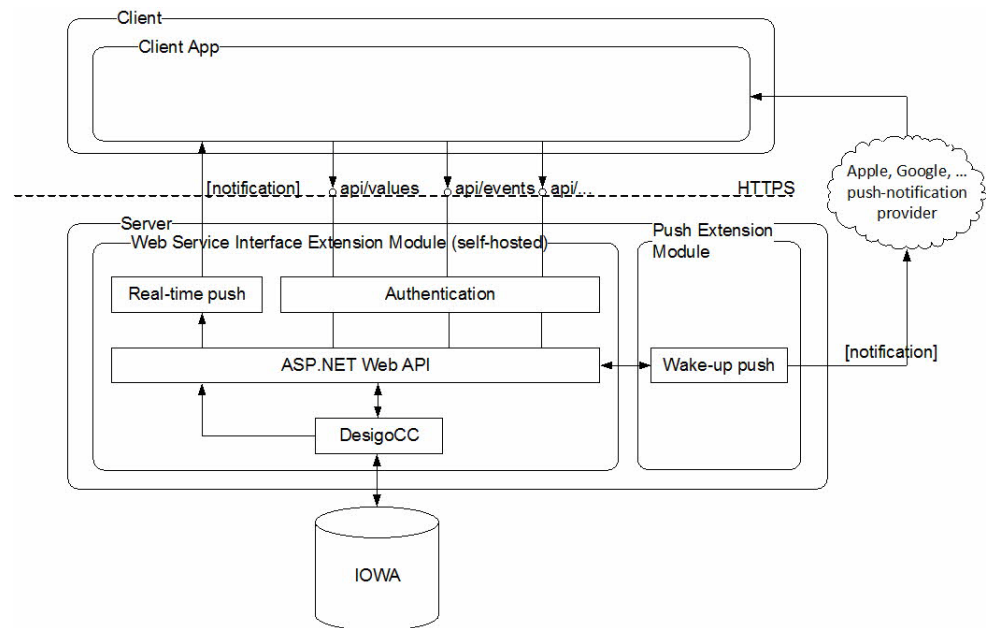 Client
Client App
[notification]
api/values
api/events
api/...
HTTPS
Apple, Google, ...
push-notification
provider
Server
Web Service Interface Extension Module (self-hosted)
Push Extension
Module
Real-time push
Authentication
[notification]
ASP.NET Web API
Wake-up push
DesigoCC
IOWA